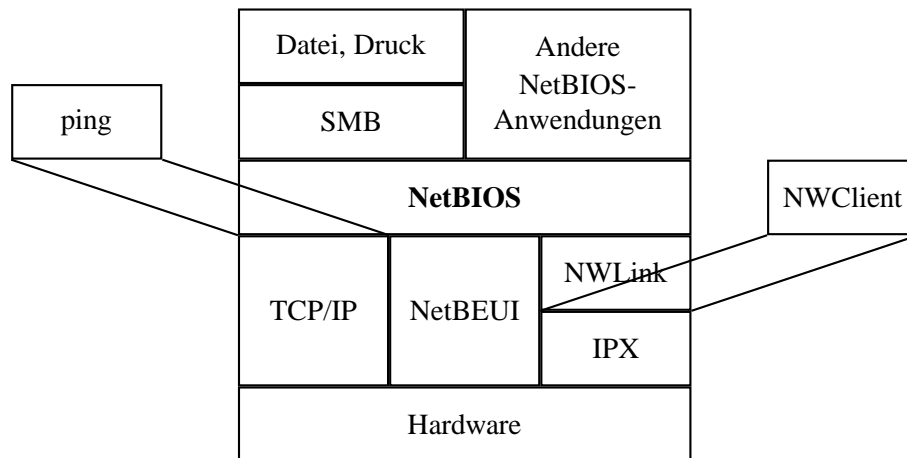 Datei, Druck
Andere
NetBIOS-
Anwendungen
ping
SMB
NetBIOS
NWClient
TCP/IP
NetBEUI
NWLink
IPX
Hardware